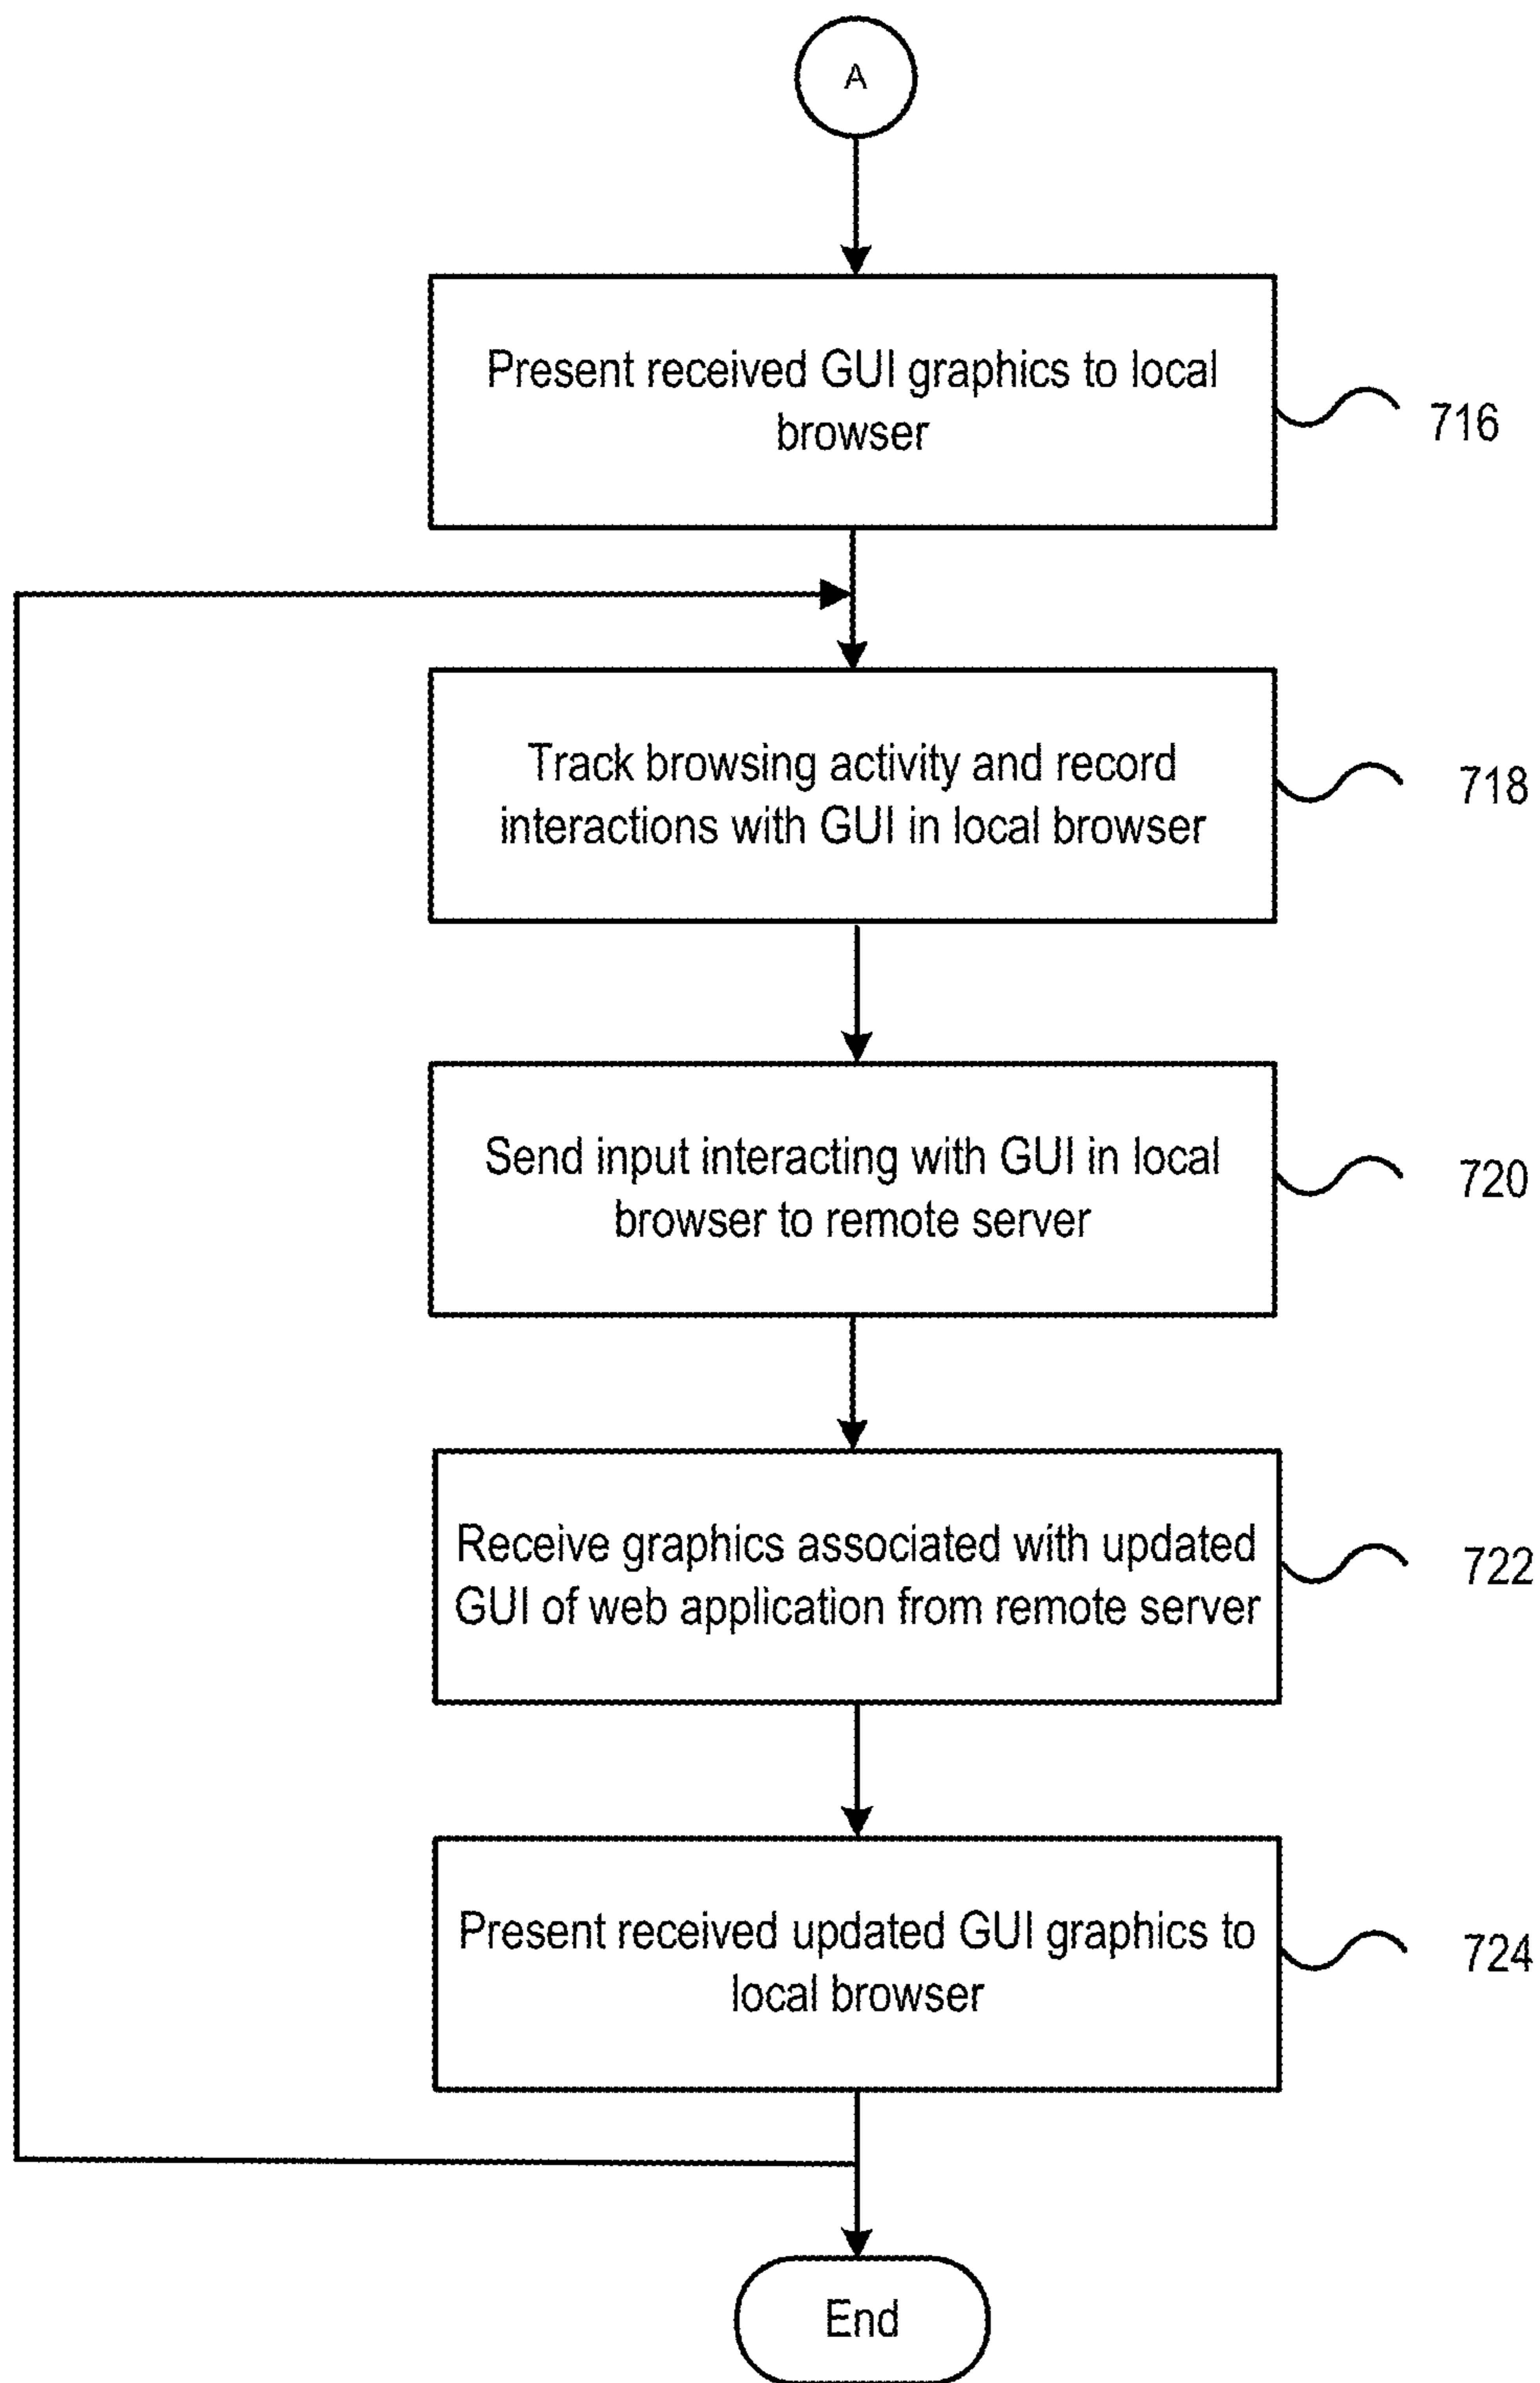 A
Present received GUI graphics to local
browser
716
Track browsing activity and record
interactions with GUI in local browser
718
Send input interacting with GUI in local
browser to remote server
720
Receive graphics associated with updated
GUI of web application from remote server
722
Present received updated GUI graphics to
local browser
724
End